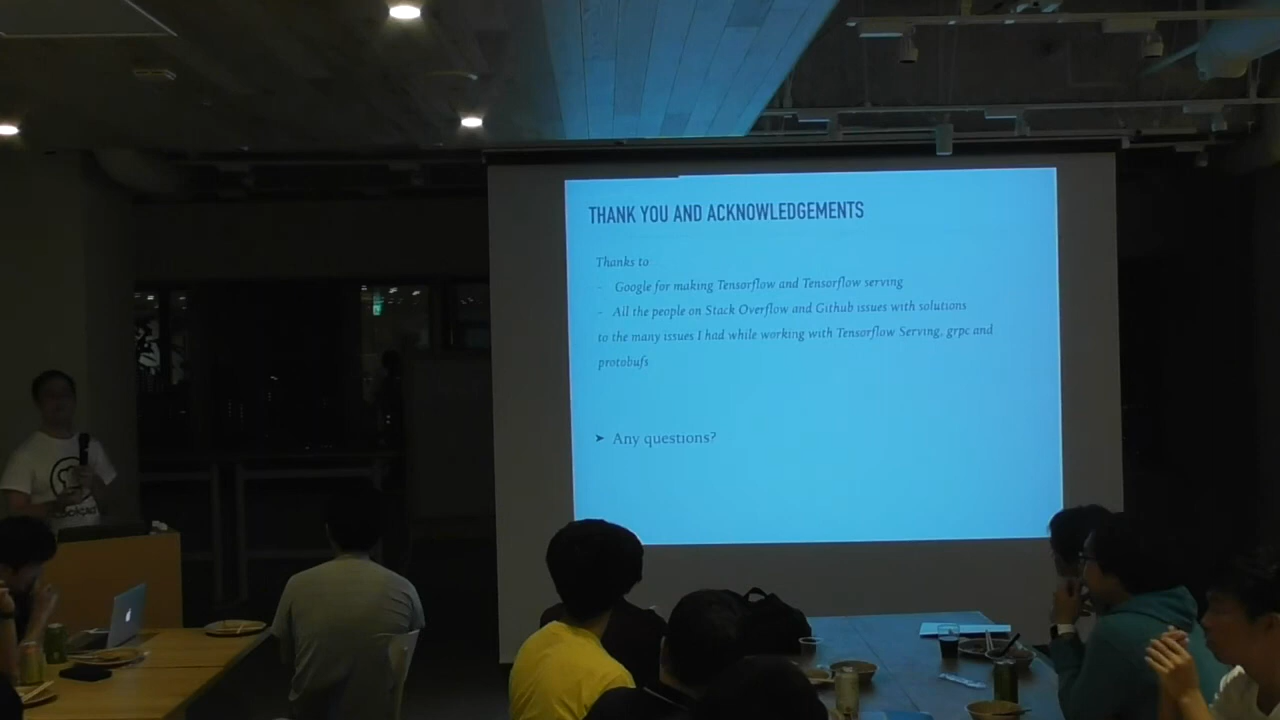 THANK YOU AND ACKNOWLEDGEMENTS
Thanks to
- Google for making Tensorflow and Tensorflow serving
- All the people on Stack Overflow and Github issues with solutions
to the many issues I had while working with Tensorflow Serving, grpc and
protobufs
➤ Any questions?